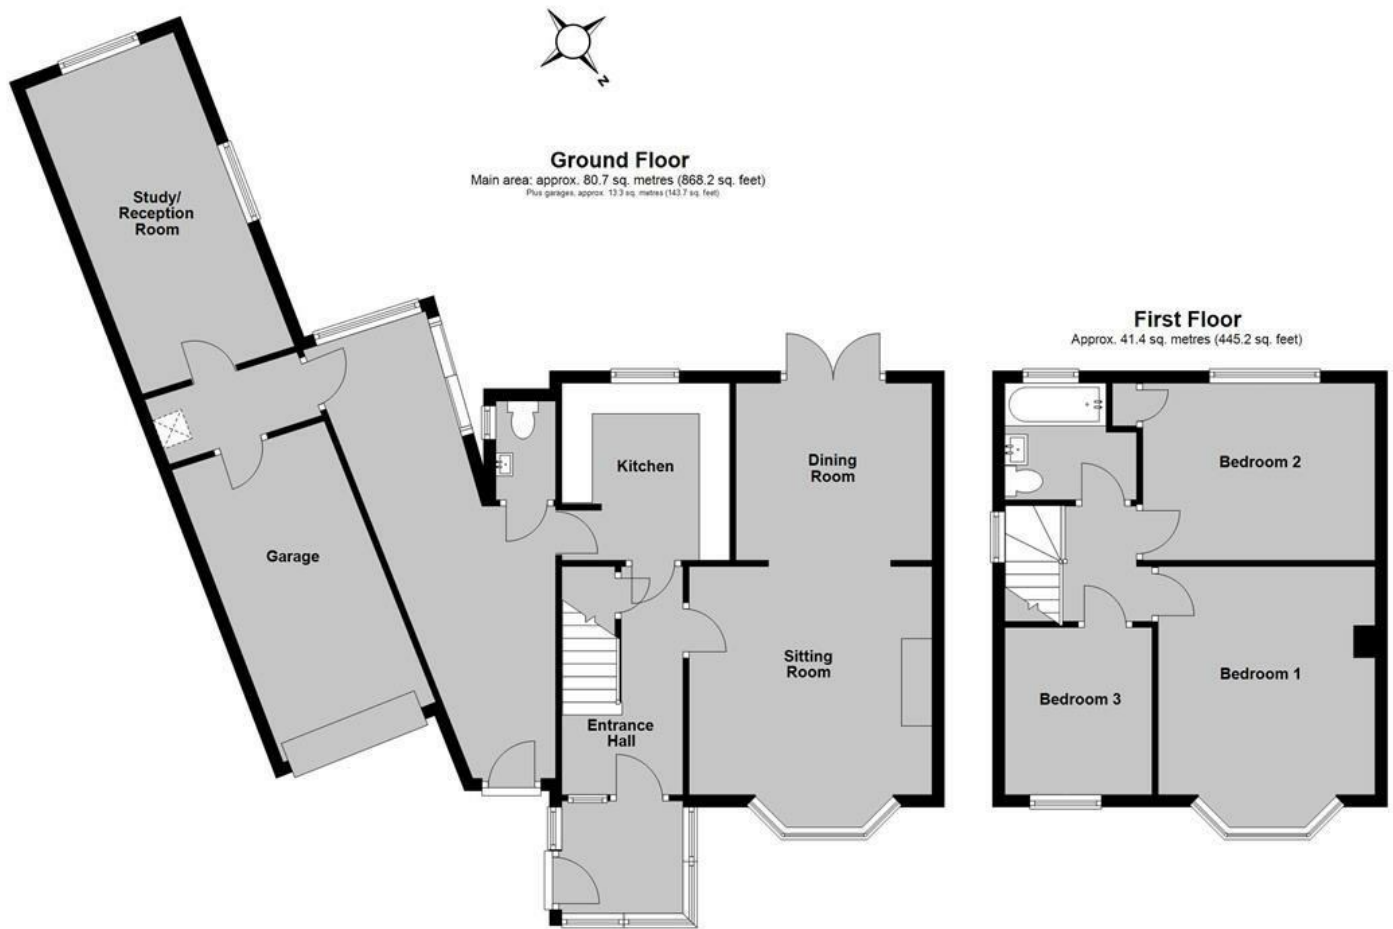 N
Ground Floor
Main area: approx. 80.7 sq. metres (868.2 sq. feet)
Plus garages, approx. 13.3 sq. metres (143.7 sq. feet)
Study/
Reception
Room
Garage
Kitchen
Dining
Room
Sitting
Room
Entrance
Hall
First Floor
Approx. 41.4 sq. metres (445.2 sq. feet)
Bedroom 2
Bedroom 1
Bedroom 3